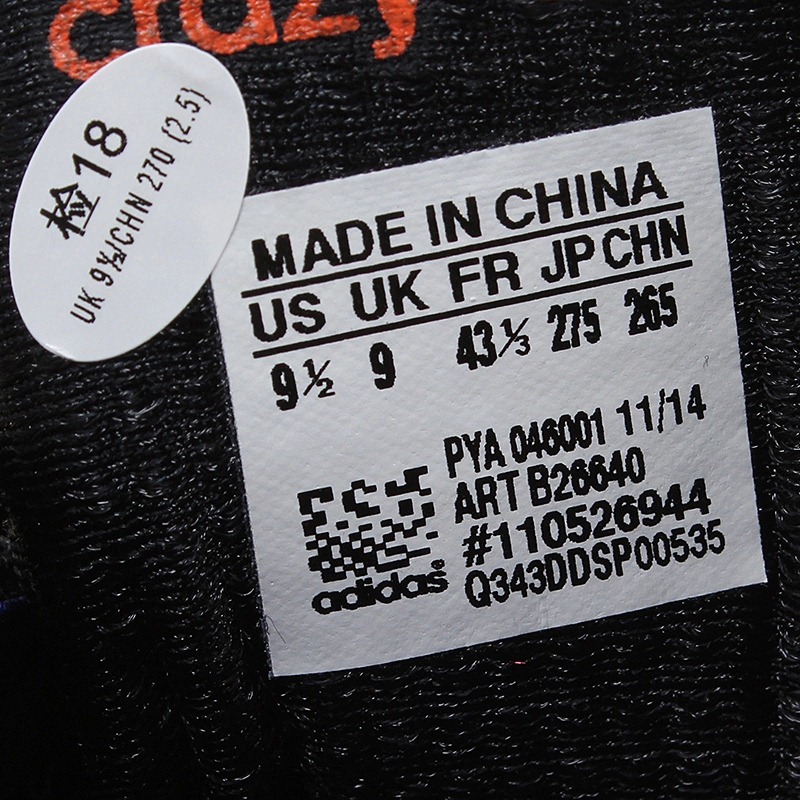 crazy
检18
UK 9½/CHN 270 (2.5)
MADE IN CHINA
US UK FR JP CHN
9½ 9 43⅓ 275 265
PYA 046001 11/14
ART B26640
#110526944
Q343DDSP00535
adidas®